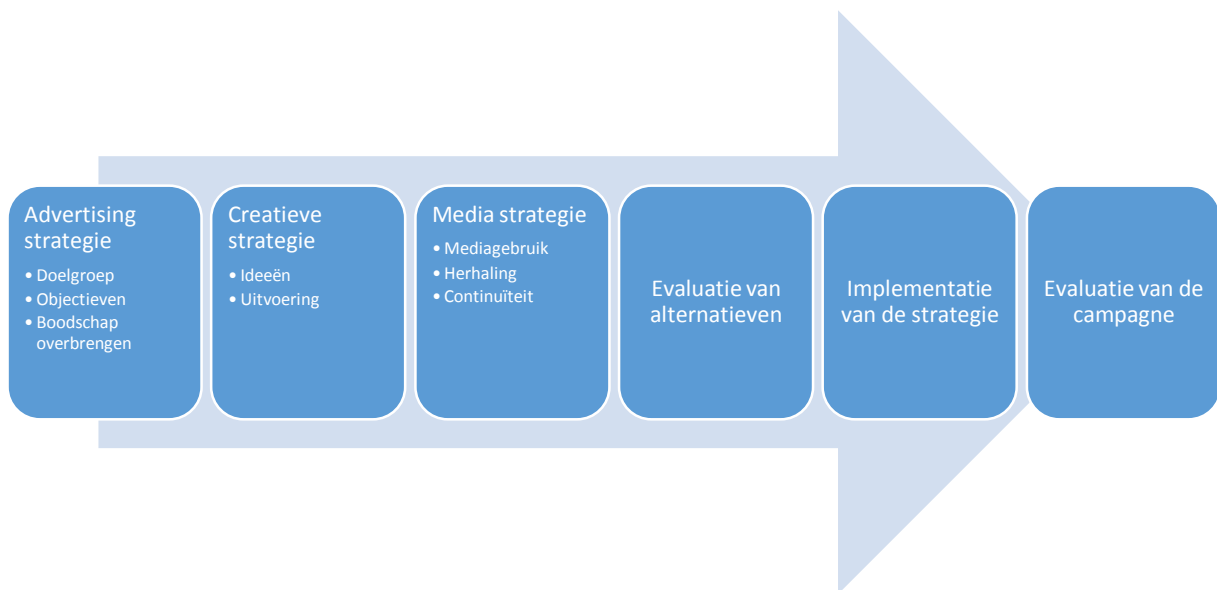 Advertising
strategie
• Doelgroep
• Objectieven
• Boodschap
overbrengen
Creatieve
strategie
• Ideeën
• Uitvoering
Media strategie
• Mediagebruik
• Herhaling
• Continuïteit
Evaluatie van
alternatieven
Implementatie
van de strategie
Evaluatie van de
campagne